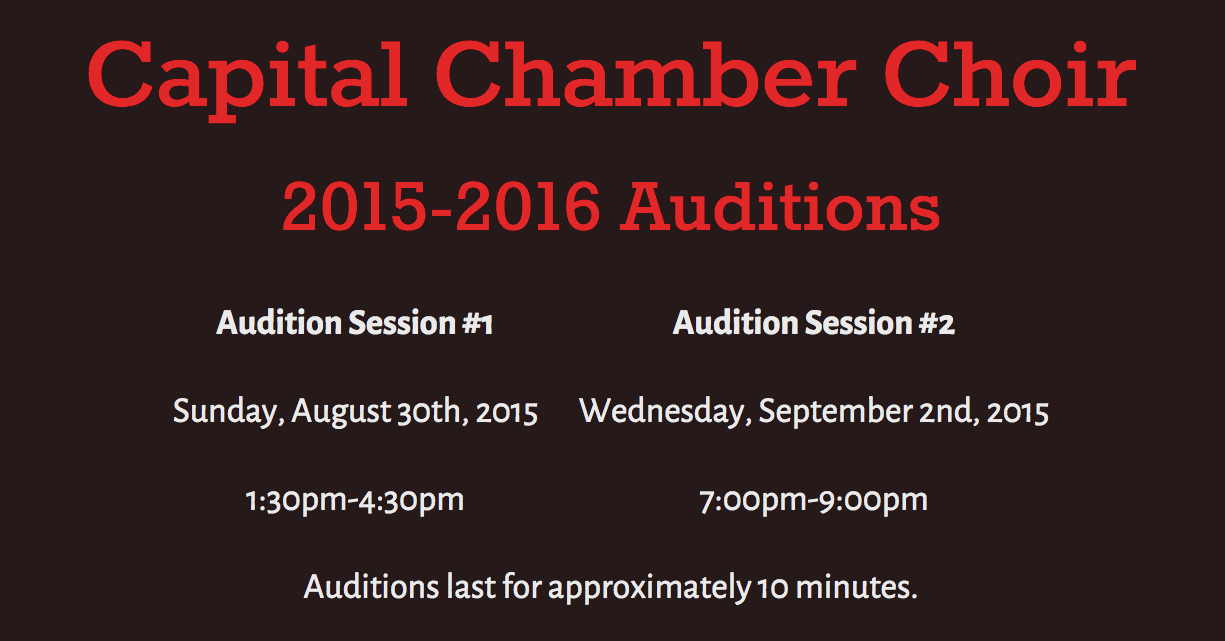 Capital Chamber Choir
2015-2016 Auditions
Audition Session #1
Audition Session #2
Sunday, August 30th, 2015
Wednesday, September 2nd, 2015
1:30pm-4:30pm
7:00pm-9:00pm
Auditions last for approximately 10 minutes.